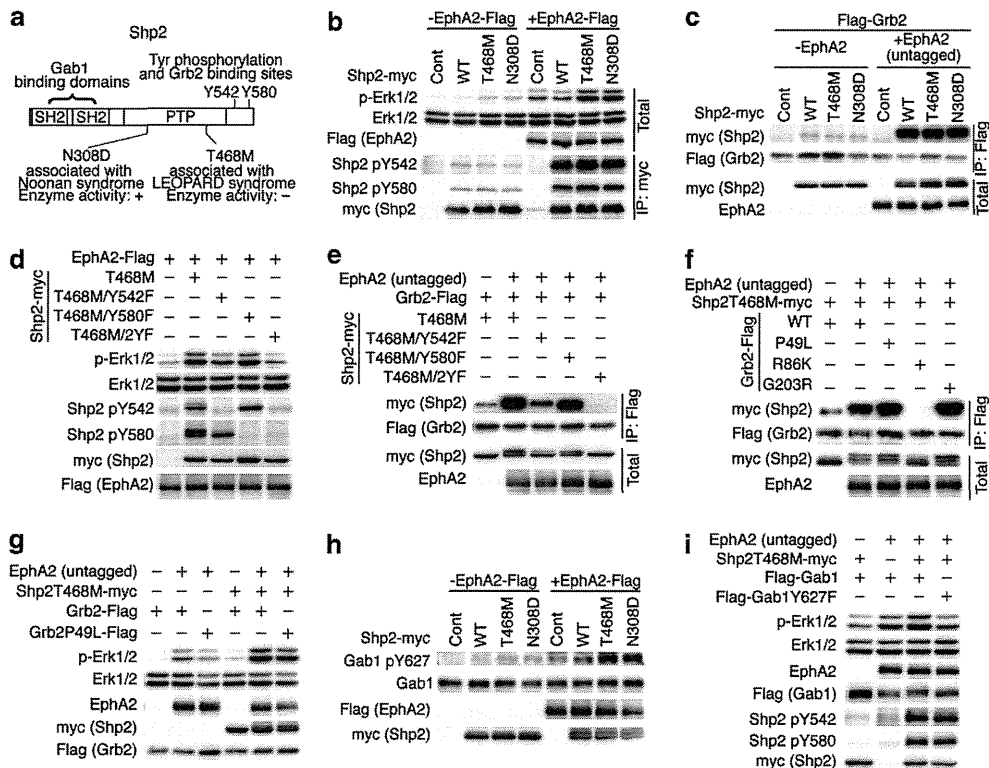 a
Shp2
Gab1
binding domains
Tyr phosphorylation
and Grb2 binding sites
Y542 Y580
SH2 SH2 PTP
N308D
associated with
Noonan syndrome
Enzyme activity: +
T468M
associated with
LEOPARD syndrome
Enzyme activity: –
b
-EphA2-Flag +EphA2-Flag
Shp2-myc Cont WT T468M N308D Cont WT T468M N308D
p-Erk1/2
Erk1/2
Flag (EphA2)
Total
Shp2 pY542
Shp2 pY580
myc (Shp2
IP: myc
c
Flag-Grb2
-EphA2 +EphA2
(untagged)
Shp2-myc Cont WT T468M N308D Cont WT T468M N308D
myc (Shp2)
Flag (Grb2)
IP: Flag
myc (Shp2)
EphA2
Total
d
EphA2-Flag + + + + +
Shp2-myc
T468M – + – – –
T468M/Y542F – – + – –
T468M/Y580F – – – + –
T468M/2YF – – – – +
p-Erk1/2
Erk1/2
Shp2 pY542
Shp2 pY580
myc (Shp2)
Flag (EphA2)
e
EphA2 (untagged) – + + + +
Grb2-Flag + + + + +
Shp2-myc
T468M + + – – –
T468M/Y542F – – + – –
T468M/Y580F – – – + –
T468M/2YF – – – – +
myc (Shp2)
Flag (Grb2)
IP: Flag
myc (Shp2)
EphA2
Total
f
EphA2 (untagged) – + + + +
Shp2T468M-myc + + + + +
Grb2-Flag
WT + + – – –
P49L – – + – –
R86K – – – + –
G203R – – – – +
myc (Shp2)
Flag (Grb2)
IP: Flag
myc (Shp2)
EphA2
Total
g
EphA2 (untagged) – + + – + +
Shp2T468M-myc – – – + + +
Grb2-Flag + + – + + –
Grb2P49L-Flag – – + – – +
p-Erk1/2
Erk1/2
EphA2
myc (Shp2)
Flag (Grb2)
h
-EphA2-Flag +EphA2-Flag
Shp2-myc Cont WT T468M N308D Cont WT T468M N308D
Gab1 pY627
Gab1
Flag (EphA2)
myc (Shp2)
i
EphA2 (untagged) – + + +
Shp2T468M-myc + – + +
Flag-Gab1 + + + –
Flag-Gab1Y627F – – – +
p-Erk1/2
Erk1/2
EphA2
Flag (Gab1)
Shp2 pY542
Shp2 pY580
myc (Shp2)